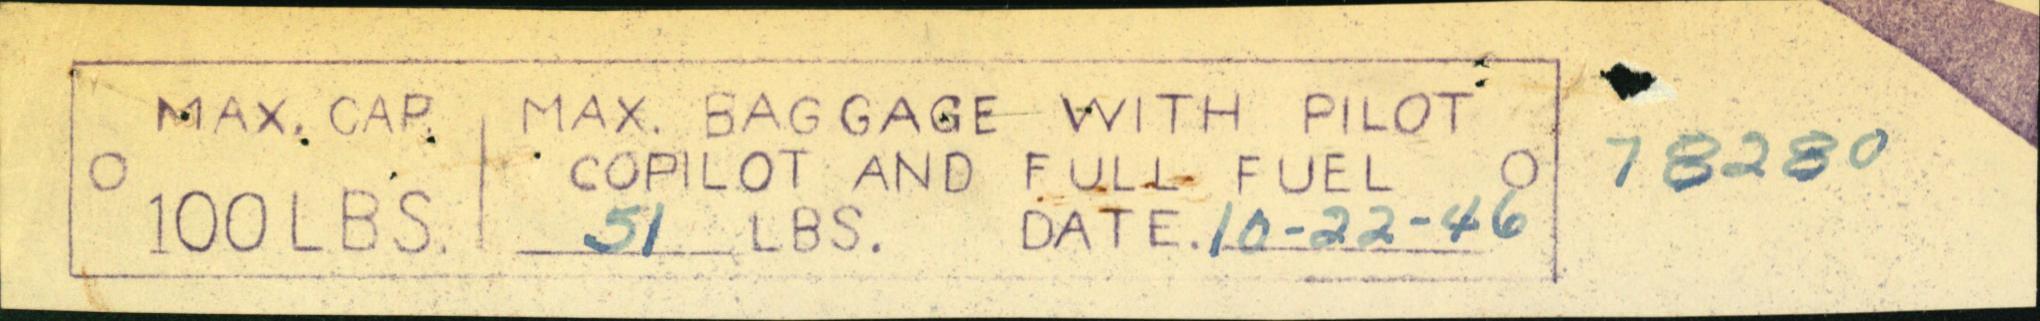 MAX. CAP.
100 LBS.
MAX. BAGGAGE WITH PILOT
COPILOT AND FULL FUEL
51 LBS. DATE. 10-22-46
78280